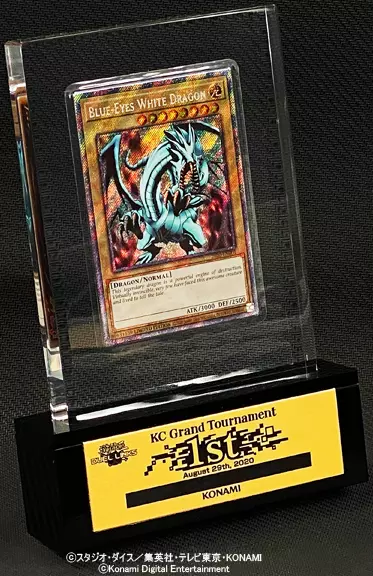 BLUE-EYES WHITE DRAGON
[DRAGON/NORMAL]
This legendary dragon is a powerful engine of destruction.
Virtually invincible, very few have faced this awesome creature
and lived to tell the tale.
ATK/3000 DEF/2500
LIMITED EDITION
DUEL LINKS
KC Grand Tournament
1st
August 29th, 2020
KONAMI
©スタジオ・ダイス／集英社・テレビ東京・KONAMI
©Konami Digital Entertainment